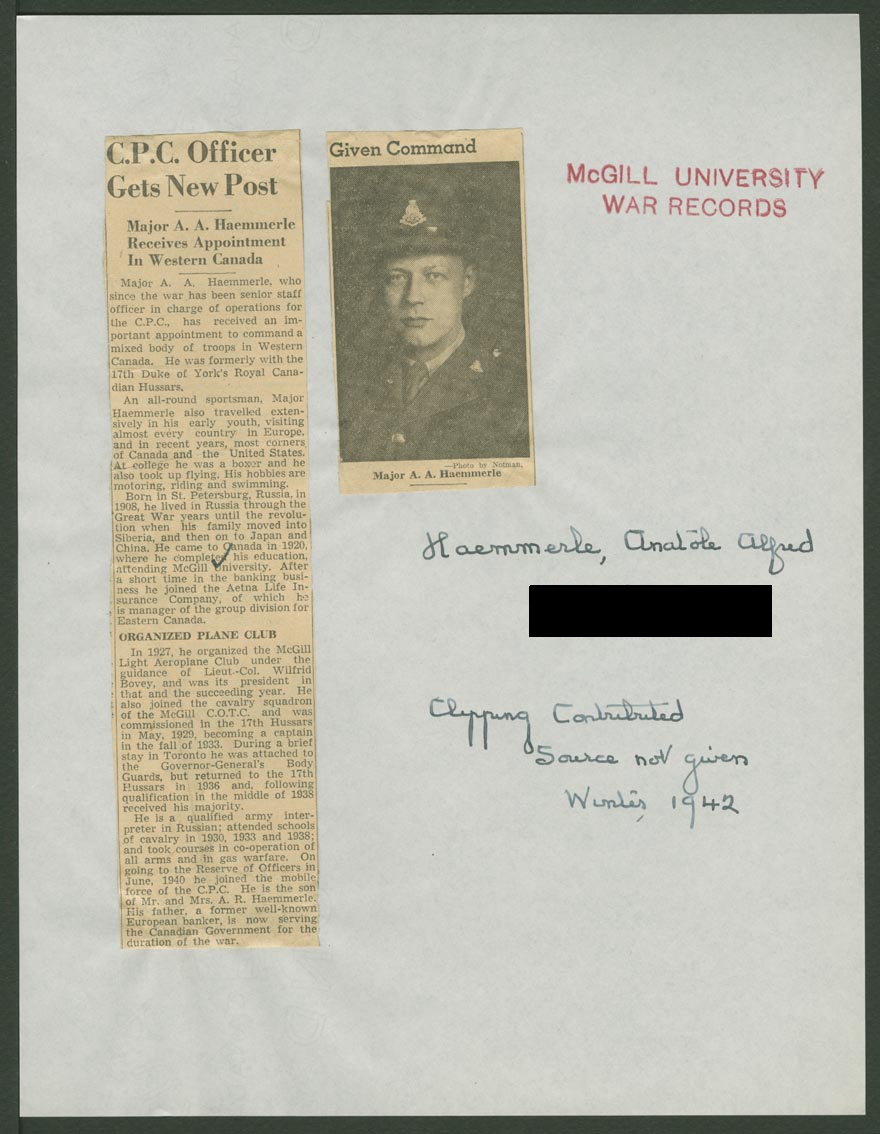 C.P.C. Officer
Gets New Post
Major A. A. Haemmerle
Receives Appointment
In Western Canada
Major A. A. Haemmerle, who
since the war has been senior staff
officer in charge of operations for
the C.P.C., has received an im-
portant appointment to command a
mixed body of troops in Western
Canada. He was formerly with the
17th Duke of York's Royal Cana-
dian Hussars.
An all-round sportsman, Major
Haemmerle also travelled exten-
sively in his early youth, visiting
almost every country in Europe,
and in recent years, most corners
of Canada and the United States.
At college he was a boxer and he
also took up flying. His hobbies are
motoring, riding and swimming.
Born in St. Petersburg, Russia, in
1908, he lived in Russia through the
Great War years until the revolu-
tion when his family moved into
Siberia, and then on to Japan and
China. He came to Canada in 1920,
where he completed his education,
attending McGill University. After
a short time in the banking busi-
ness he joined the Aetna Life In-
surance Company, of which he
is manager of the group division for
Eastern Canada.
ORGANIZED PLANE CLUB
In 1927, he organized the McGill
Light Aeroplane Club under the
guidance of Lieut.-Col. Wilfrid
Bovey, and was its president in
that and the succeeding year. He
also joined the cavalry squadron
of the McGill C.O.T.C. and was
commissioned in the 17th Hussars
in May, 1929, becoming a captain
in the fall of 1933. During a brief
stay in Toronto he was attached to
the Governor-General's Body
Guards, but returned to the 17th
Hussars in 1936 and, following
qualification in the middle of 1938
received his majority.
He is a qualified army inter-
preter in Russian; attended schools
of cavalry in 1930, 1933 and 1938;
and took courses in co-operation of
all arms and in gas warfare. On
going to the Reserve of Officers in
June, 1940 he joined the mobile
force of the C.P.C. He is the son
of Mr. and Mrs. A. R. Haemmerle.
His father, a former well-known
European banker, is now serving
the Canadian Government for the
duration of the war.
Given Command
—Photo by Notman,
Major A. A. Haemmerle
McGILL UNIVERSITY
WAR RECORDS
Haemmerle, Anatole Alfred
Clipping Contributed
Source not given
Winter, 1942